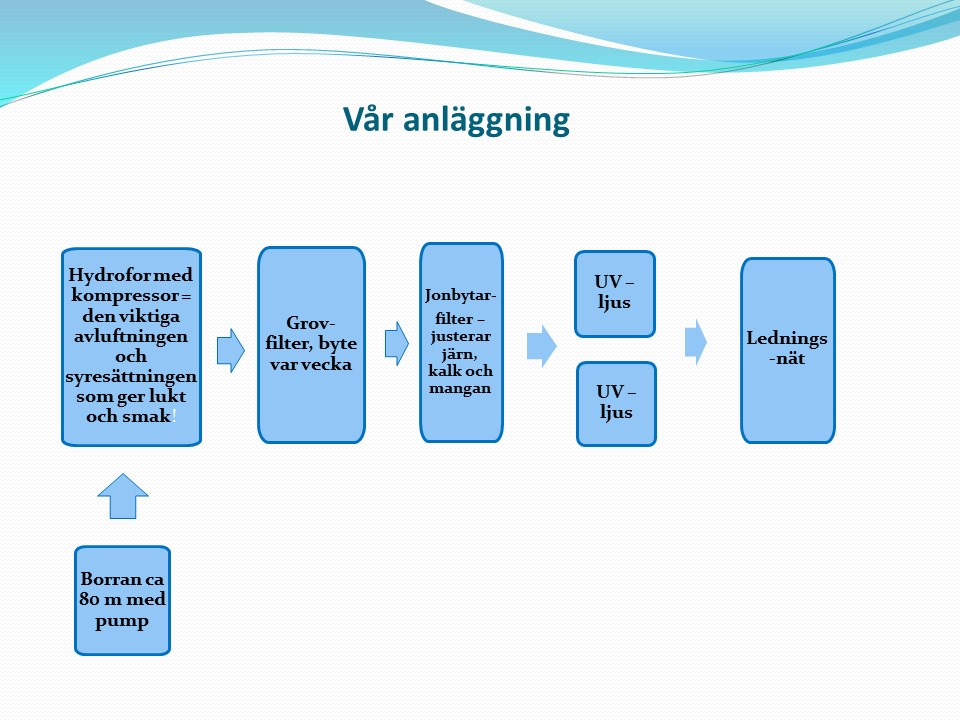 Vår anläggning
Hydrofor med
kompressor =
den viktiga
avluftningen
och
syresättningen
som ger lukt
och smak!
Grov-
filter, byte
var vecka
Jonbytar-
filter –
justerar
järn,
kalk och
mangan
UV –
ljus
UV –
ljus
Lednings
-nät
Borran ca
80 m med
pump